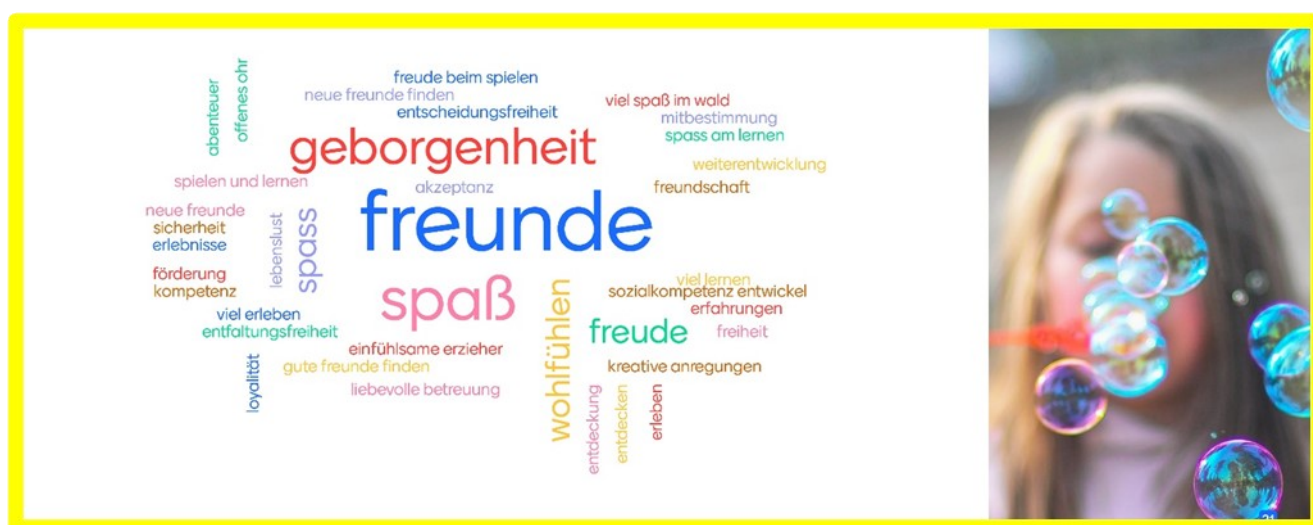 abenteuer
offenes ohr
freude beim spielen
neue freunde finden
entscheidungsfreiheit
viel spaß im wald
mitbestimmung
spass am lernen
geborgenheit
weiterentwicklung
spielen und lernen
akzeptanz
freundschaft
neue freunde
sicherheit
erlebnisse
lebenslust
spass
freunde
förderung
kompetenz
spaß
wohlfühlen
viel lernen
sozialkompetenz entwickel
erfahrungen
viel erleben
entfaltungsfreiheit
freude
freiheit
einfühlsame erzieher
loyalität
gute freunde finden
kreative anregungen
liebevolle betreuung
entdeckung
entdecken
erleben
21